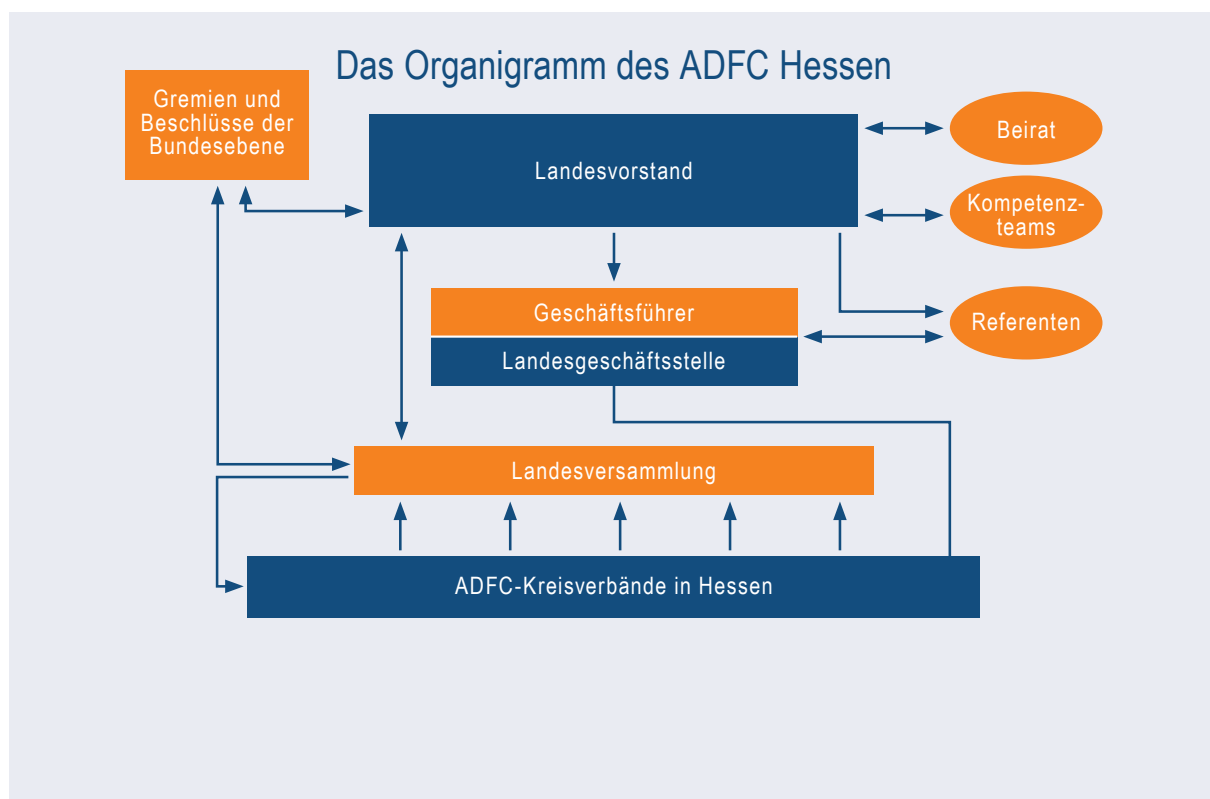 Das Organigramm des ADFC Hessen
Gremien und
Beschlüsse der
Bundesebene
Landesvorstand
Beirat
Kompetenz-
teams
Geschäftsführer
Referenten
Landesgeschäftsstelle
Landesversammlung
ADFC-Kreisverbände in Hessen